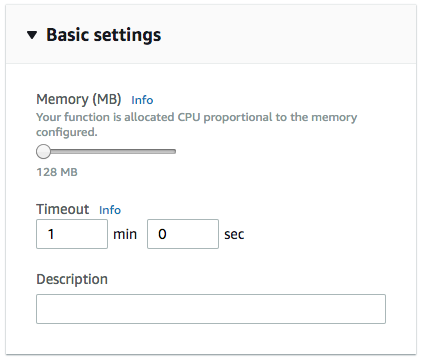 Basic settings
Memory (MB) Info
Your function is allocated CPU proportional to the memory
configured.
128 MB
Timeout Info
1 min 0 sec
Description